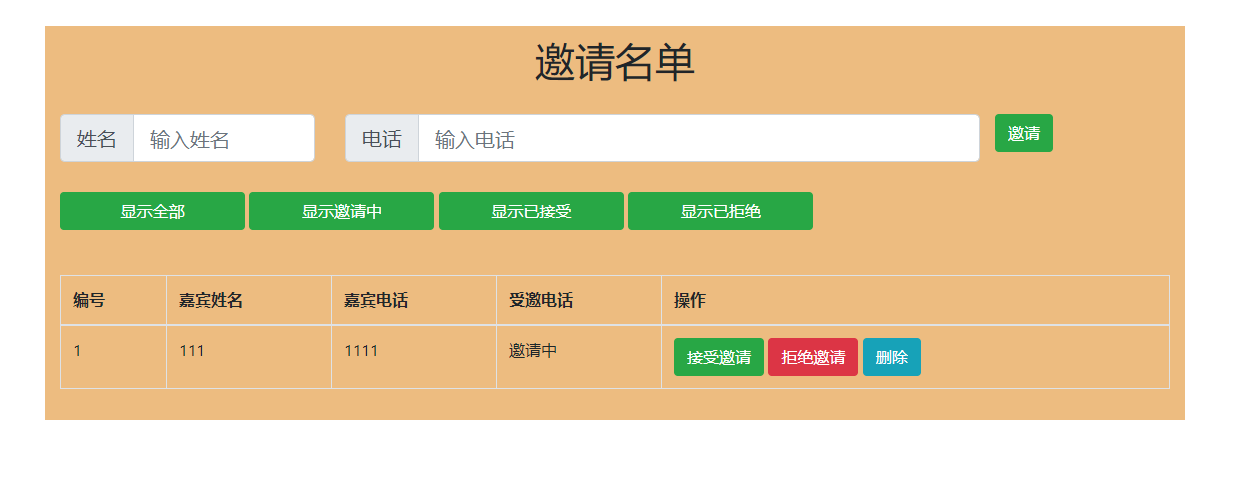 邀请名单
姓名 输入姓名 电话 输入电话 邀请
显示全部 显示邀请中 显示已接受 显示已拒绝
编号 嘉宾姓名 嘉宾电话 受邀电话 操作
1 111 1111 邀请中 接受邀请 拒绝邀请 删除